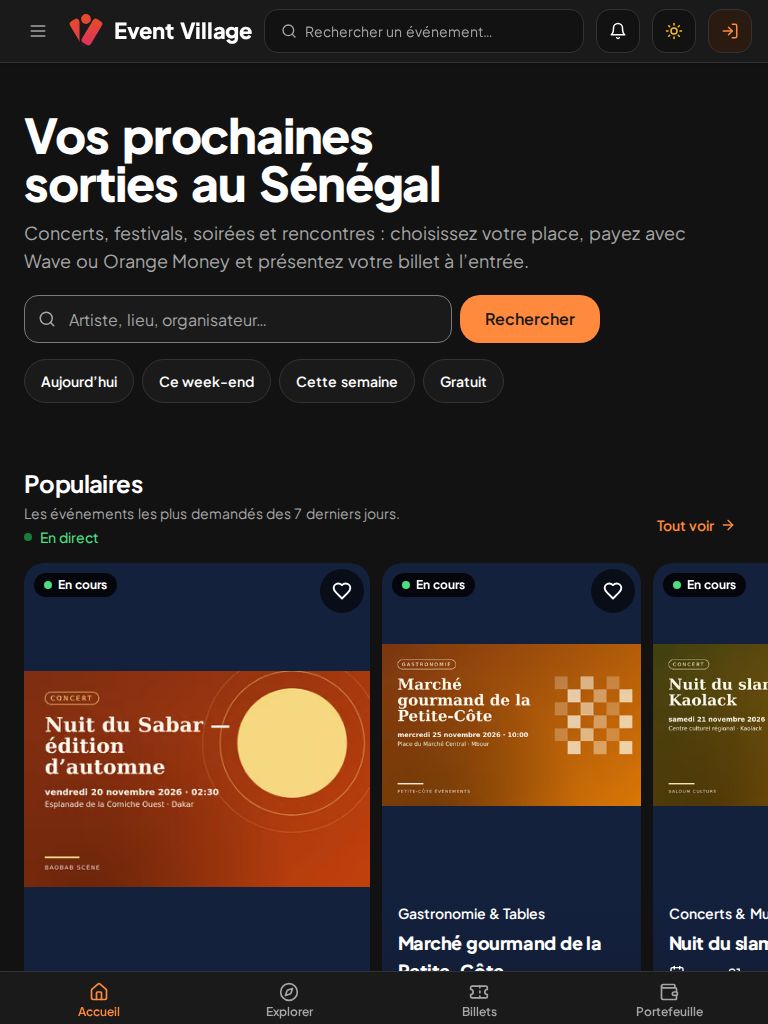 Event Village
Rechercher un événement...
Vos prochaines
sorties au Sénégal
Concerts, festivals, soirées et rencontres : choisissez votre place, payez avec
Wave ou Orange Money et présentez votre billet à l’entrée.
Artiste, lieu, organisateur...
Rechercher
Aujourd’hui
Ce week-end
Cette semaine
Gratuit
Populaires
Les événements les plus demandés des 7 derniers jours.
En direct
Tout voir
En cours
CONCERT
Nuit du Sabar —
édition
d’automne
vendredi 20 novembre 2026 · 02:30
Esplanade de la Corniche Ouest · Dakar
BAOBAB SCÈNE
En cours
GASTRONOMIE
Marché
gourmand de la
Petite-Côte
mercredi 25 novembre 2026 · 10:00
Place du Marché Central · Mbour
PETITE-CÔTE ÉVÉNEMENTS
Gastronomie & Tables
Marché gourmand de la
Petite-Côte
En cours
CONCERT
Nuit du slam
Kaolack
samedi 21 novembre 2026
Centre culturel régional · Kaolack
SALOUM CULTURE
Concerts & Mu
Nuit du slam
Accueil
Explorer
Billets
Portefeuille